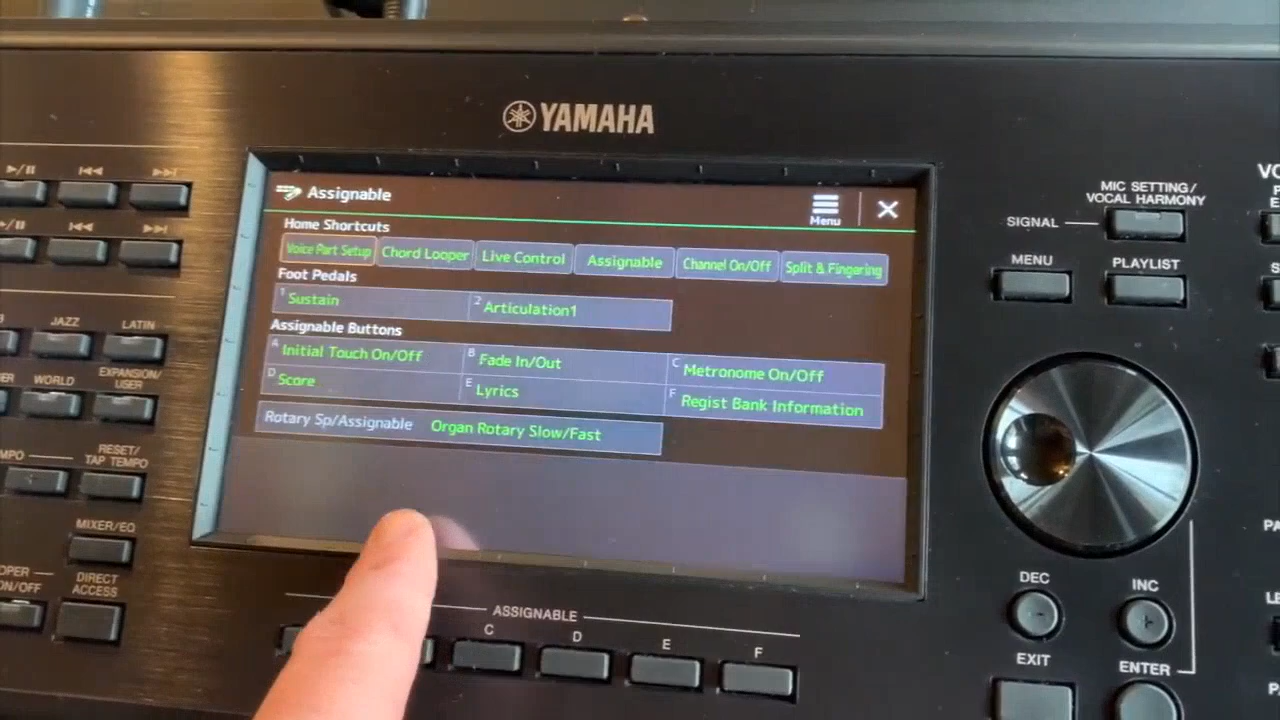 YAMAHA
Assignable
Menu
Home Shortcuts
Voice Part Setup Chord Looper Live Control Assignable Channel On/Off Split & Fingering
Foot Pedals
1 Sustain 2 Articulation1
Assignable Buttons
A Initial Touch On/Off B Fade In/Out C Metronome On/Off
D Score E Lyrics F Regist Bank Information
Rotary Sp/Assignable Organ Rotary Slow/Fast
JAZZ LATIN
WORLD EXPANSION/
USER
RESET/
TAP TEMPO
MIXER/EQ
ON/OFF DIRECT
ACCESS
ASSIGNABLE
C D E F
MIC SETTING/
VOCAL HARMONY
SIGNAL
MENU PLAYLIST
DEC INC
- +
EXIT ENTER